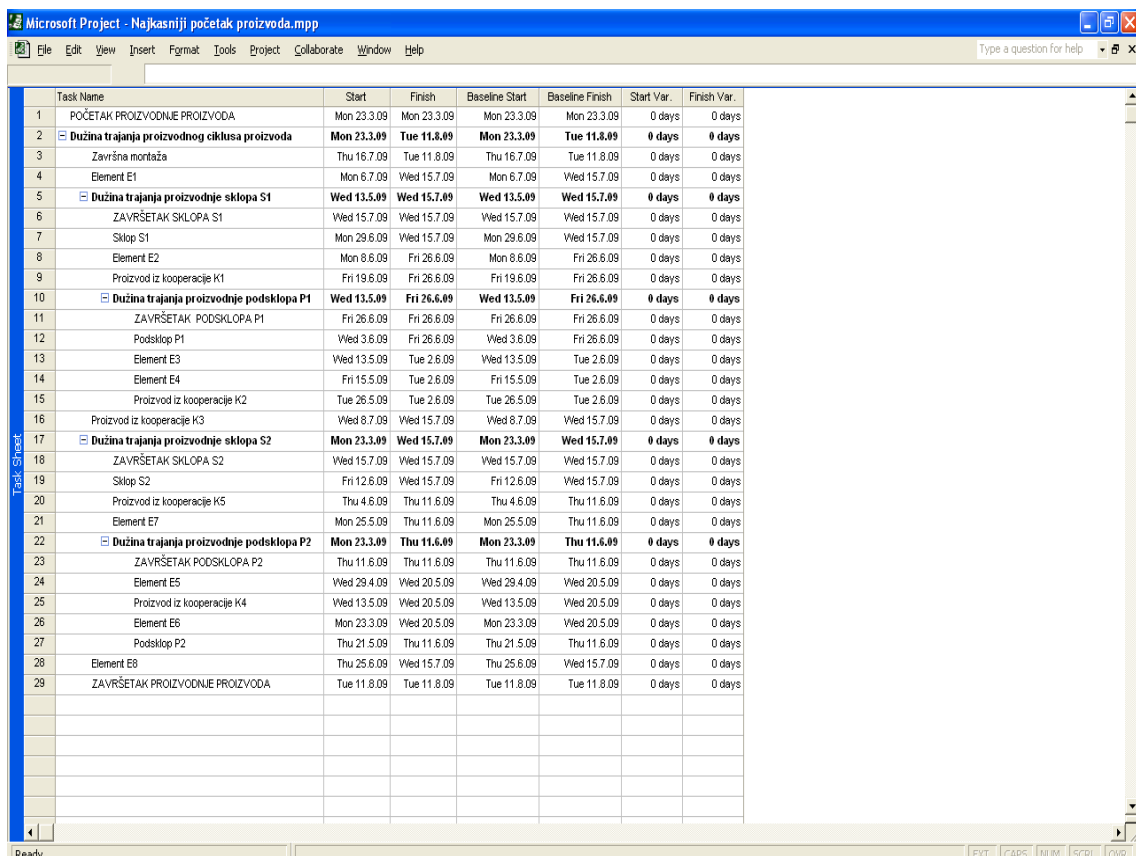 Microsoft Project - Najkasniji početak proizvoda.mpp
File Edit View Insert Format Tools Project Collaborate Window Help Type a question for help
Task Name Start Finish Baseline Start Baseline Finish Start Var. Finish Var.
1 POČETAK PROIZVODNJE PROIZVODA Mon 23.3.09 Mon 23.3.09 Mon 23.3.09 Mon 23.3.09 0 days 0 days
2 Dužina trajanja proizvodnog ciklusa proizvoda Mon 23.3.09 Tue 11.8.09 Mon 23.3.09 Tue 11.8.09 0 days 0 days
3 Završna montaža Thu 16.7.09 Tue 11.8.09 Thu 16.7.09 Tue 11.8.09 0 days 0 days
4 Element E1 Mon 6.7.09 Wed 15.7.09 Mon 6.7.09 Wed 15.7.09 0 days 0 days
5 Dužina trajanja proizvodnje sklopa S1 Wed 13.5.09 Wed 15.7.09 Wed 13.5.09 Wed 15.7.09 0 days 0 days
6 ZAVRŠETAK SKLOPA S1 Wed 15.7.09 Wed 15.7.09 Wed 15.7.09 Wed 15.7.09 0 days 0 days
7 Sklop S1 Mon 29.6.09 Wed 15.7.09 Mon 29.6.09 Wed 15.7.09 0 days 0 days
8 Element E2 Mon 8.6.09 Fri 26.6.09 Mon 8.6.09 Fri 26.6.09 0 days 0 days
9 Proizvod iz kooperacije K1 Fri 19.6.09 Fri 26.6.09 Fri 19.6.09 Fri 26.6.09 0 days 0 days
10 Dužina trajanja proizvodnje podsklopa P1 Wed 13.5.09 Fri 26.6.09 Wed 13.5.09 Fri 26.6.09 0 days 0 days
11 ZAVRŠETAK PODSKLOPA P1 Fri 26.6.09 Fri 26.6.09 Fri 26.6.09 Fri 26.6.09 0 days 0 days
12 Podsklop P1 Wed 3.6.09 Fri 26.6.09 Wed 3.6.09 Fri 26.6.09 0 days 0 days
13 Element E3 Wed 13.5.09 Tue 2.6.09 Wed 13.5.09 Tue 2.6.09 0 days 0 days
14 Element E4 Fri 15.5.09 Tue 2.6.09 Fri 15.5.09 Tue 2.6.09 0 days 0 days
15 Proizvod iz kooperacije K2 Tue 26.5.09 Tue 2.6.09 Tue 26.5.09 Tue 2.6.09 0 days 0 days
16 Proizvod iz kooperacije K3 Wed 8.7.09 Wed 15.7.09 Wed 8.7.09 Wed 15.7.09 0 days 0 days
17 Dužina trajanja proizvodnje sklopa S2 Mon 23.3.09 Wed 15.7.09 Mon 23.3.09 Wed 15.7.09 0 days 0 days
18 ZAVRŠETAK SKLOPA S2 Wed 15.7.09 Wed 15.7.09 Wed 15.7.09 Wed 15.7.09 0 days 0 days
19 Sklop S2 Fri 12.6.09 Wed 15.7.09 Fri 12.6.09 Wed 15.7.09 0 days 0 days
20 Proizvod iz kooperacije K5 Thu 4.6.09 Thu 11.6.09 Thu 4.6.09 Thu 11.6.09 0 days 0 days
21 Element E7 Mon 25.5.09 Thu 11.6.09 Mon 25.5.09 Thu 11.6.09 0 days 0 days
22 Dužina trajanja proizvodnje podsklopa P2 Mon 23.3.09 Thu 11.6.09 Mon 23.3.09 Thu 11.6.09 0 days 0 days
23 ZAVRŠETAK PODSKLOPA P2 Thu 11.6.09 Thu 11.6.09 Thu 11.6.09 Thu 11.6.09 0 days 0 days
24 Element E5 Wed 29.4.09 Wed 20.5.09 Wed 29.4.09 Wed 20.5.09 0 days 0 days
25 Proizvod iz kooperacije K4 Wed 13.5.09 Wed 20.5.09 Wed 13.5.09 Wed 20.5.09 0 days 0 days
26 Element E6 Mon 23.3.09 Wed 20.5.09 Mon 23.3.09 Wed 20.5.09 0 days 0 days
27 Podsklop P2 Thu 21.5.09 Thu 11.6.09 Thu 21.5.09 Thu 11.6.09 0 days 0 days
28 Element E8 Thu 25.6.09 Wed 15.7.09 Thu 25.6.09 Wed 15.7.09 0 days 0 days
29 ZAVRŠETAK PROIZVODNJE PROIZVODA Tue 11.8.09 Tue 11.8.09 Tue 11.8.09 Tue 11.8.09 0 days 0 days
Task Sheet
Ready EXT CAPS NUM SCRL OVR